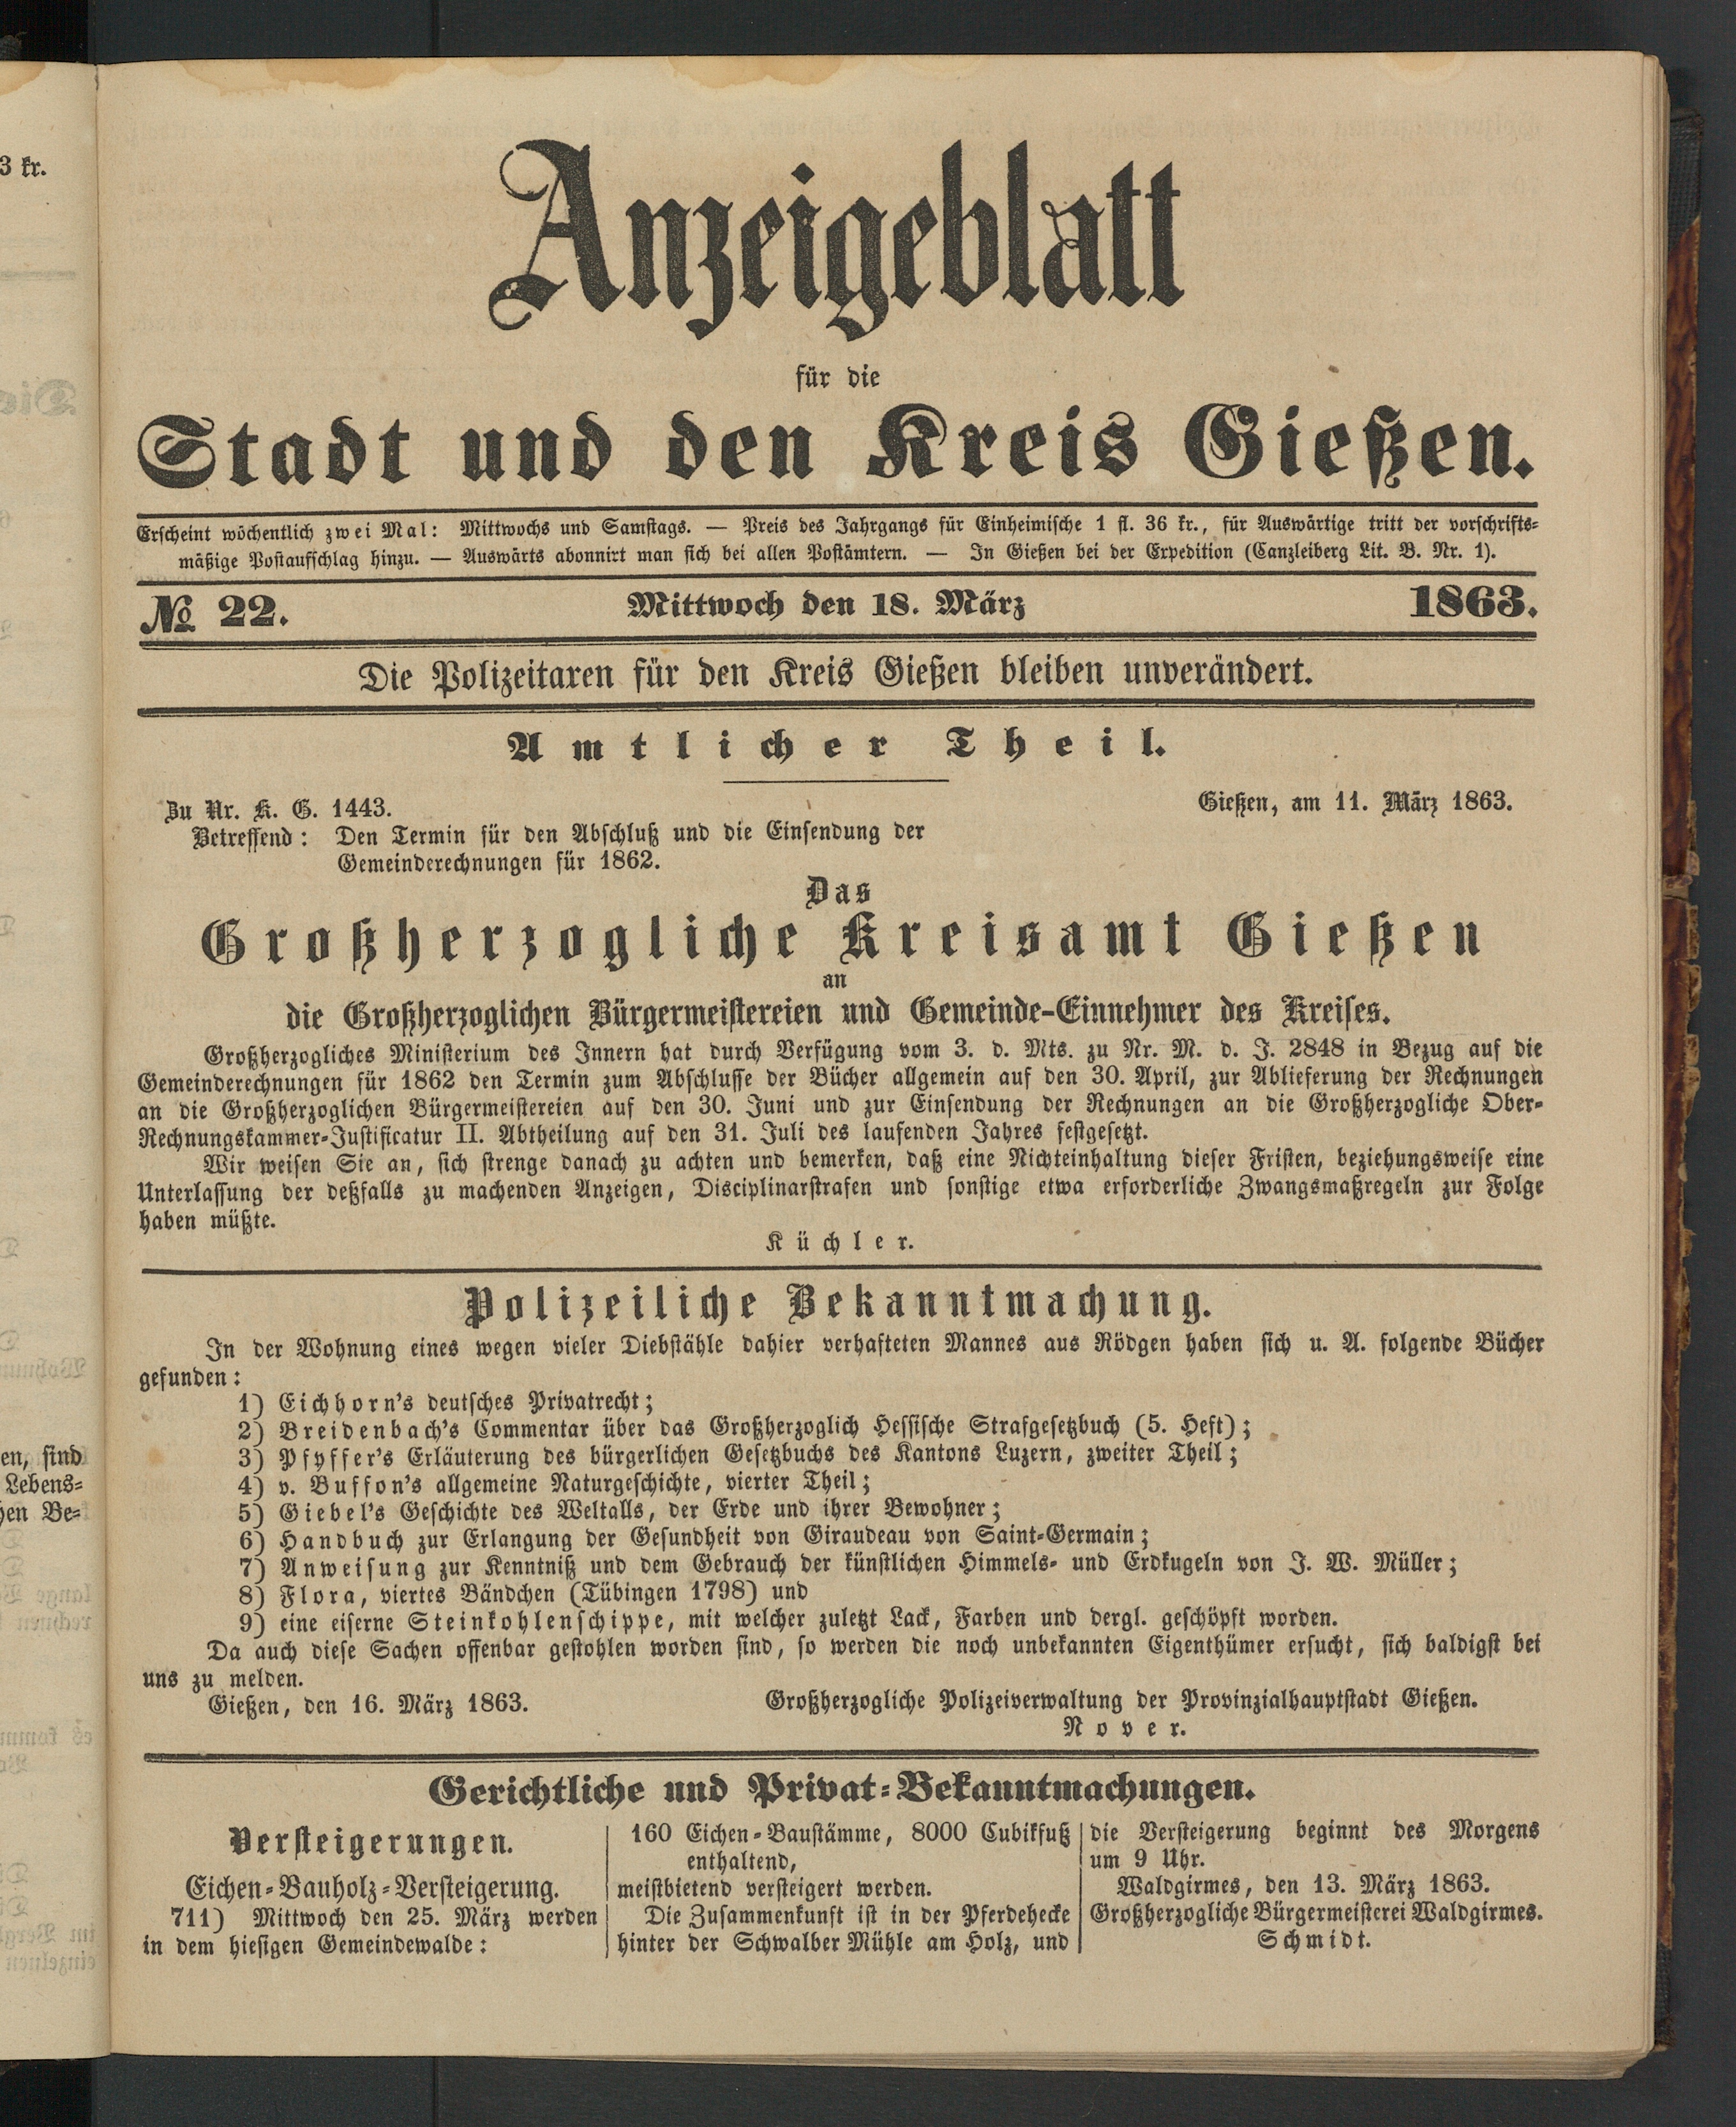 Anzeigeblatt
für die
Stadt und den Kreis Gießen.
Erscheint wöchentlich zwei Mal: Mittwochs und Samstags. — Preis des Jahrgangs für Einheimische 1 fl. 36 kr., für Auswärtige tritt der vorschrifts-
mäßige Postaufschlag hinzu. — Auswärts abonnirt man sich bei allen Postämtern. — In Gießen bei der Expedition (Canzleiberg Lit. B. Nr. 1).
№ 22. Mittwoch den 18. März 1863.
Die Polizeitaxen für den Kreis Gießen bleiben unverändert.
Amtlicher Theil.
Zu Nr. K. G. 1443. Gießen, am 11. März 1863.
Betreffend: Den Termin für den Abschluß und die Einsendung der
Gemeinderechnungen für 1862.
Das
Großherzogliche Kreisamt Gießen
an
die Großherzoglichen Bürgermeistereien und Gemeinde-Einnehmer des Kreises.
Großherzogliches Ministerium des Innern hat durch Verfügung vom 3. d. Mts. zu Nr. M. d. J. 2848 in Bezug auf die
Gemeinderechnungen für 1862 den Termin zum Abschlusse der Bücher allgemein auf den 30. April, zur Ablieferung der Rechnungen
an die Großherzoglichen Bürgermeistereien auf den 30. Juni und zur Einsendung der Rechnungen an die Großherzogliche Ober-
Rechnungskammer-Justificatur II. Abtheilung auf den 31. Juli des laufenden Jahres festgesetzt.
Wir weisen Sie an, sich strenge danach zu achten und bemerken, daß eine Nichteinhaltung dieser Fristen, beziehungsweise eine
Unterlassung der deßfalls zu machenden Anzeigen, Disciplinarstrafen und sonstige etwa erforderliche Zwangsmaßregeln zur Folge
haben müßte.
Küchler.
Polizeiliche Bekanntmachung.
In der Wohnung eines wegen vieler Diebstähle dahier verhafteten Mannes aus Rödgen haben sich u. A. folgende Bücher
gefunden:
1) Eichhorn's deutsches Privatrecht;
2) Breidenbach's Commentar über das Großherzoglich Hessische Strafgesetzbuch (5. Heft);
3) Pfyffer's Erläuterung des bürgerlichen Gesetzbuchs des Kantons Luzern, zweiter Theil;
4) v. Buffon's allgemeine Naturgeschichte, vierter Theil;
5) Giebel's Geschichte des Weltalls, der Erde und ihrer Bewohner;
6) Handbuch zur Erlangung der Gesundheit von Giraudeau von Saint-Germain;
7) Anweisung zur Kenntniß und dem Gebrauch der künstlichen Himmels- und Erdkugeln von J. W. Müller;
8) Flora, viertes Bändchen (Tübingen 1798) und
9) eine eiserne Steinkohlenschippe, mit welcher zuletzt Lack, Farben und dergl. geschöpft worden.
Da auch diese Sachen offenbar gestohlen worden sind, so werden die noch unbekannten Eigenthümer ersucht, sich baldigst bei
uns zu melden.
Gießen, den 16. März 1863. Großherzogliche Polizeiverwaltung der Provinzialhauptstadt Gießen.
Nover.
Gerichtliche und Privat-Bekanntmachungen.
Versteigerungen.
Eichen-Bauholz-Versteigerung.
711) Mittwoch den 25. März werden
in dem hiesigen Gemeindewalde:
160 Eichen-Baustämme, 8000 Cubikfuß
enthaltend,
meistbietend versteigert werden.
Die Zusammenkunft ist in der Pferdehecke
hinter der Schwalber Mühle am Holz, und
die Versteigerung beginnt des Morgens
um 9 Uhr.
Waldgirmes, den 13. März 1863.
Großherzogliche Bürgermeisterei Waldgirmes.
Schmidt.
3 kr.
en, sind
Lebens-
hen Be-